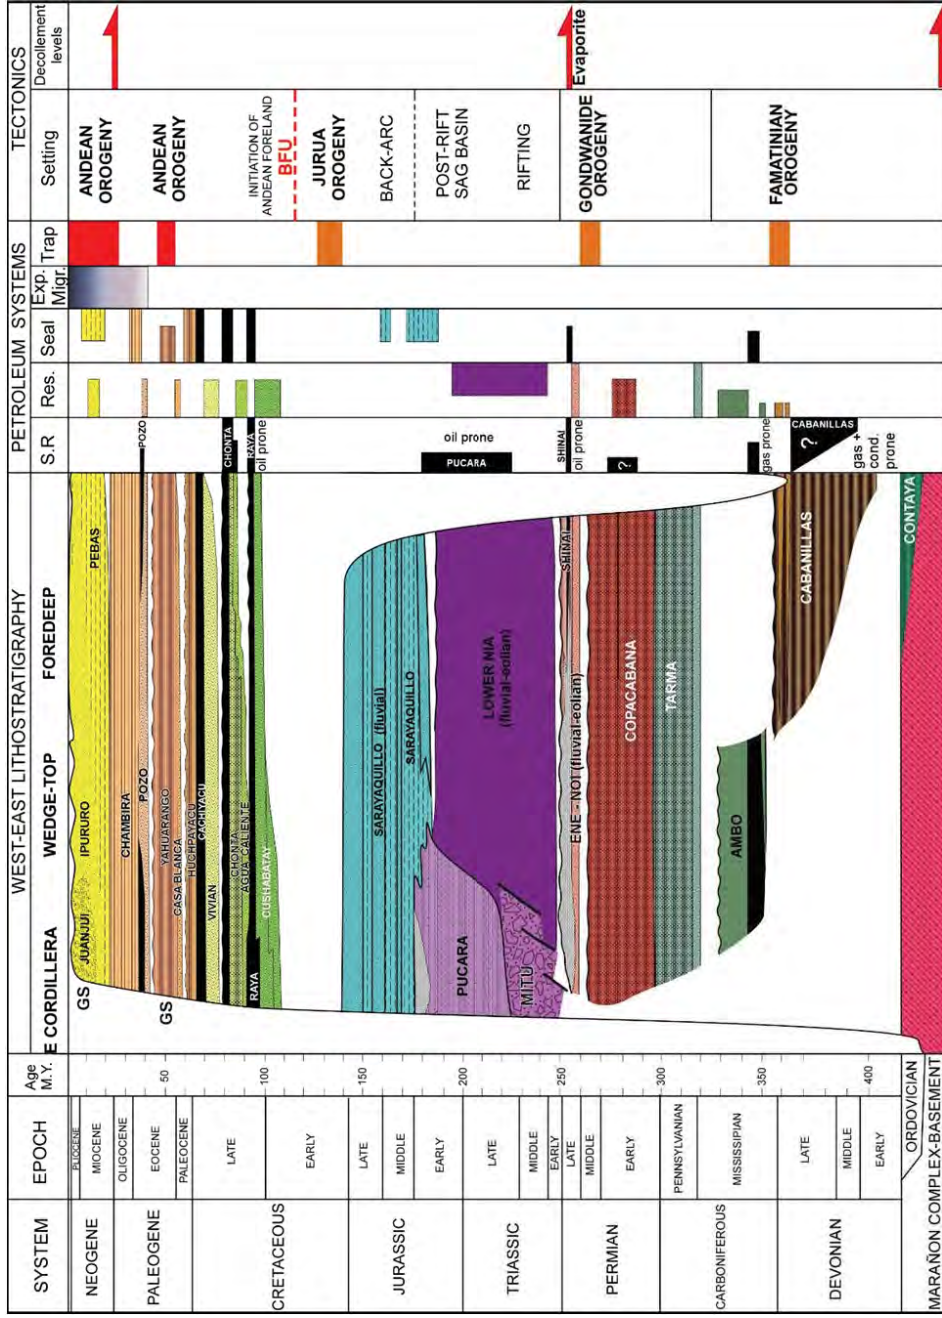 SYSTEM
EPOCH
Age
M.Y.
WEST-EAST LITHOSTRATIGRAPHY
E CORDILLERA
WEDGE-TOP
FOREDEEP
PETROLEUM SYSTEMS
S.R
Res.
Seal
Exp.
Migr.
Trap
TECTONICS
Setting
Decollement
levels
NEOGENE
PALEOGENE
CRETACEOUS
JURASSIC
TRIASSIC
PERMIAN
CARBONIFEROUS
DEVONIAN
MARAÑON COMPLEX-BASEMENT
PLIOCENE
MIOCENE
OLIGOCENE
EOCENE
PALEOCENE
LATE
EARLY
LATE
MIDDLE
EARLY
LATE
MIDDLE
EARLY
LATE
MIDDLE
EARLY
PENNSYLVANIAN
MISSISSIPIAN
LATE
MIDDLE
EARLY
ORDOVICIAN
50
100
150
200
250
300
350
400
GS
JUANJUI
IPURURO
PEBAS
CHAMBIRA
POZO
GS
YAHUARANGO
CASA BLANCA
HUCHPAYACU
CACHIYACU
VIVIAN
CHONTA
AGUA CALIENTE
RAYA
CUSHABATAY
SARAYAQUILLO (fluvial)
SARAYAQUILLO
PUCARA
LOWER NIA
(fluvial-eolian)
MITU
SHINAI
ENE - NOI (fluvial-eolian)
COPACABANA
TARMA
AMBO
CABANILLAS
CONTAYA
POZO
CHONTA
RAYA
oil prone
oil prone
PUCARA
SHINAI
oil prone
?
gas prone
CABANILLAS
?
gas +
cond.
prone
ANDEAN
OROGENY
ANDEAN
OROGENY
INITIATION OF
ANDEAN FORELAND
BFU
JURUA
OROGENY
BACK-ARC
POST-RIFT
SAG BASIN
RIFTING
GONDWANIDE
OROGENY
FAMATINIAN
OROGENY
Evaporite